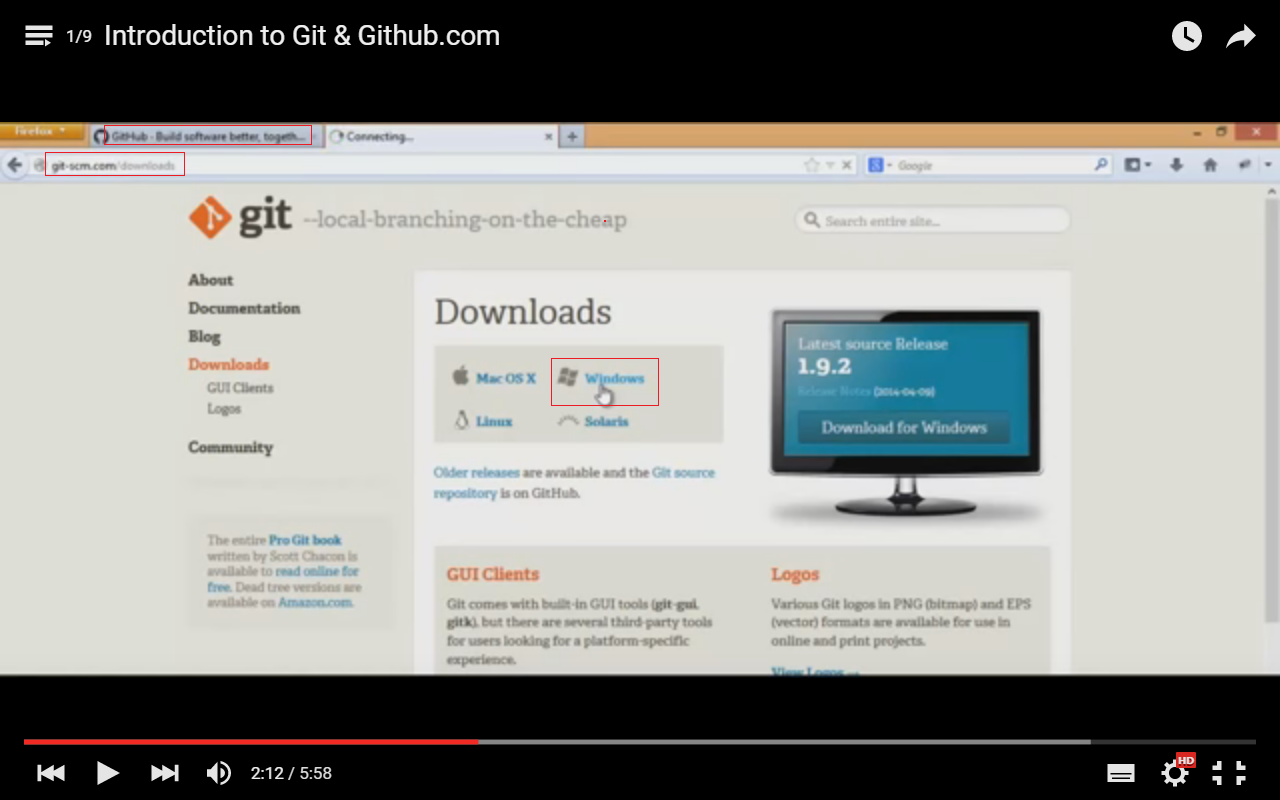 1/9 Introduction to Git & Github.com
Firefox
GitHub · Build software better, togeth...
Connecting...
git-scm.com/downloads
Google
git --local-branching-on-the-cheap
Search entire site...
About
Documentation
Blog
Downloads
GUI Clients
Logos
Community
The entire Pro Git book
written by Scott Chacon is
available to read online for
free. Dead tree versions are
available on Amazon.com.
Downloads
Mac OS X
Windows
Linux
Solaris
Older releases are available and the Git source
repository is on GitHub.
Latest source Release
1.9.2
Release Notes (2014-04-09)
Download for Windows
GUI Clients
Git comes with built-in GUI tools (git-gui,
gitk), but there are several third-party tools
for users looking for a platform-specific
experience.
Logos
Various Git logos in PNG (bitmap) and EPS
(vector) formats are available for use in
online and print projects.
View Logos →
2:12 / 5:58
HD